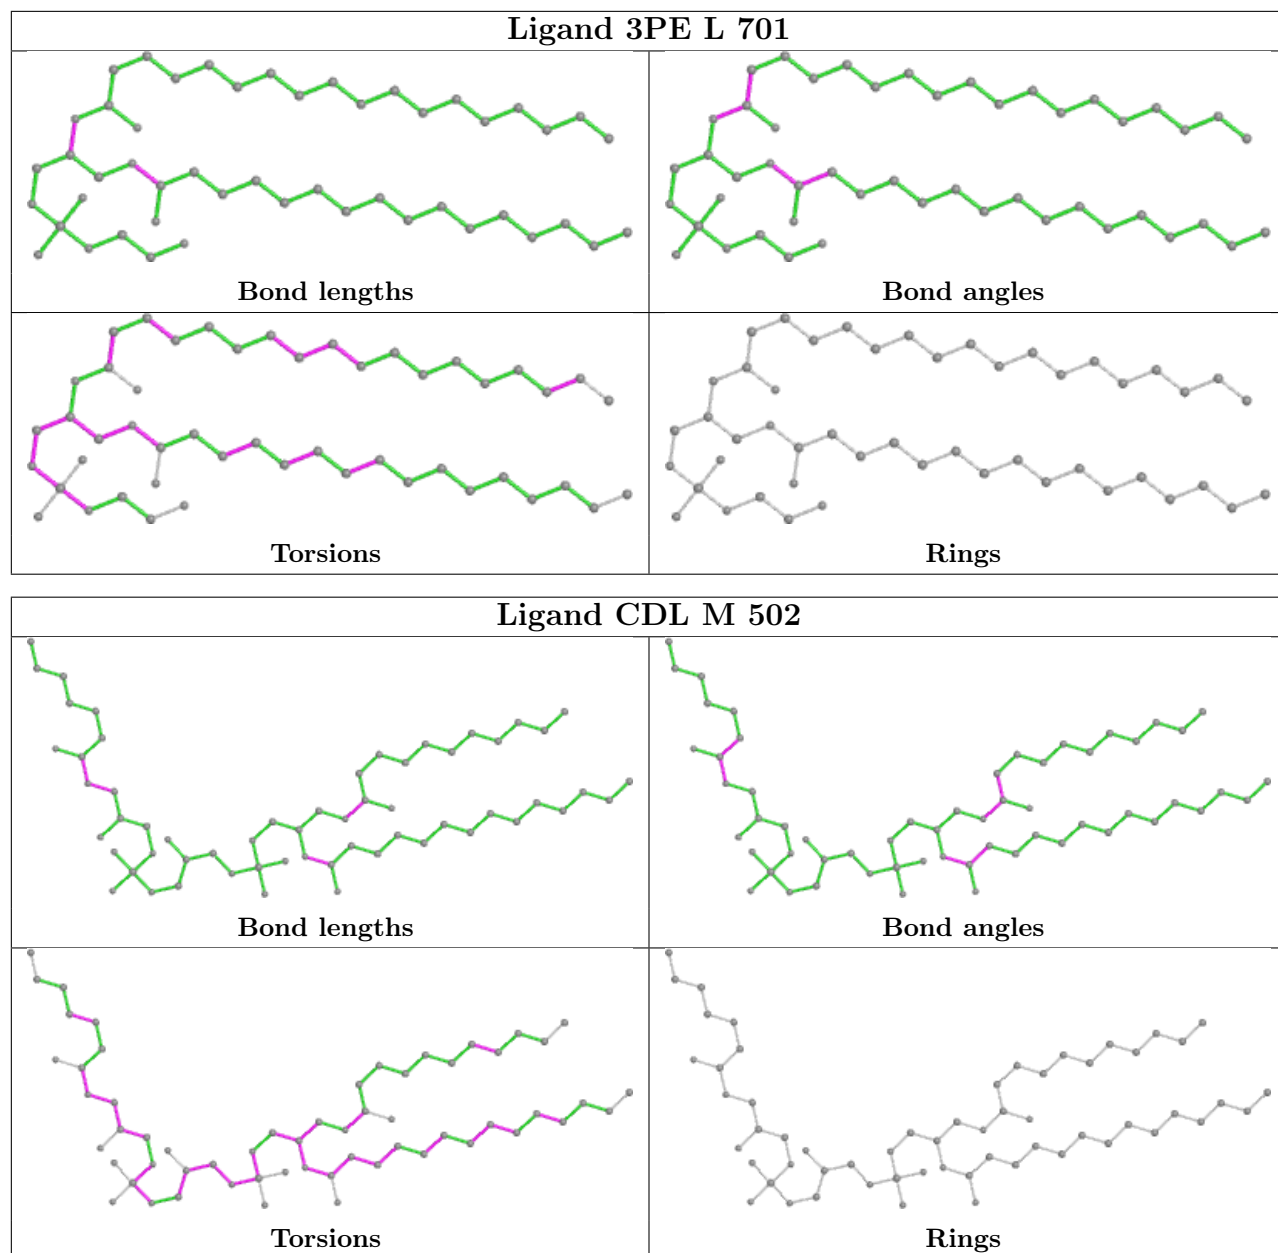 Ligand 3PE L 701
Bond lengths
Bond angles
Torsions
Rings
Ligand CDL M 502
Bond lengths
Bond angles
Torsions
Rings